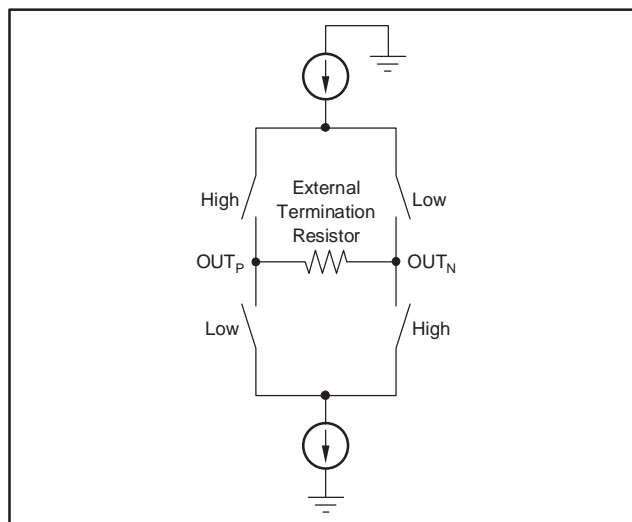 High
External
Termination
Resistor
Low
OUTP
OUTN
Low
High